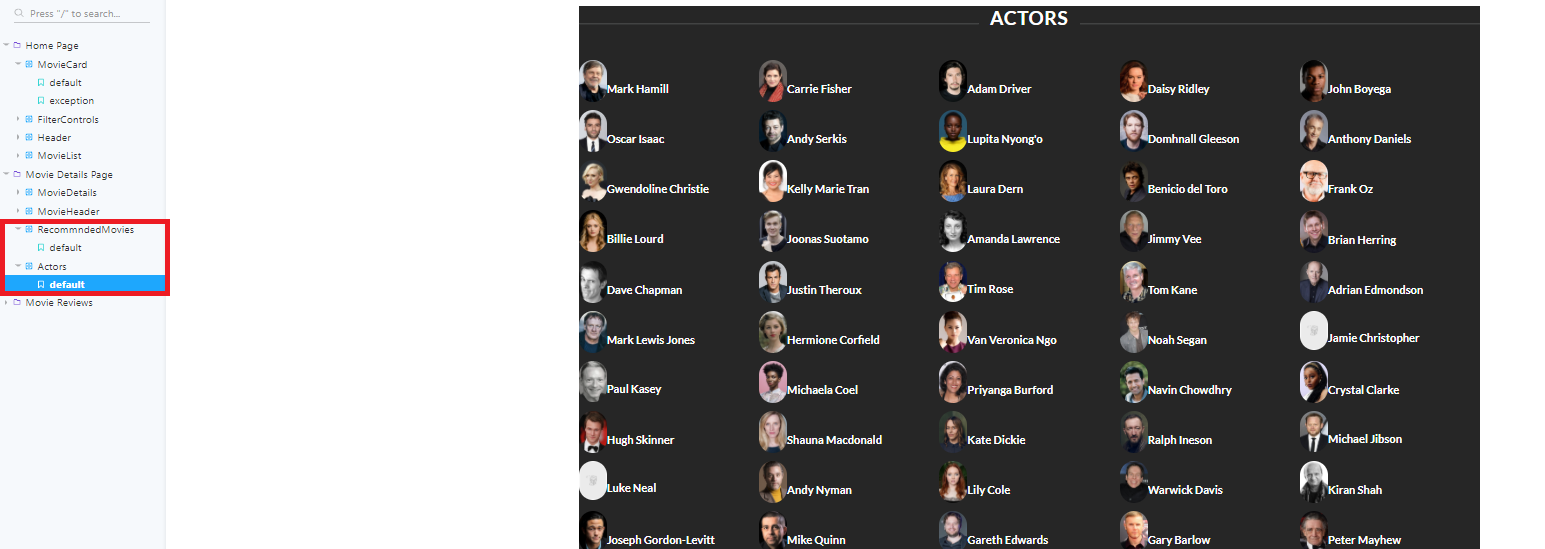 Press "/" to search...
Home Page
MovieCard
default
exception
FilterControls
Header
MovieList
Movie Details Page
MovieDetails
MovieHeader
RecommndedMovies
default
Actors
default
Movie Reviews
ACTORS
Mark Hamill Carrie Fisher Adam Driver Daisy Ridley John Boyega
Oscar Isaac Andy Serkis Lupita Nyong'o Domhnall Gleeson Anthony Daniels
Gwendoline Christie Kelly Marie Tran Laura Dern Benicio del Toro Frank Oz
Billie Lourd Joonas Suotamo Amanda Lawrence Jimmy Vee Brian Herring
Dave Chapman Justin Theroux Tim Rose Tom Kane Adrian Edmondson
Mark Lewis Jones Hermione Corfield Van Veronica Ngo Noah Segan Jamie Christopher
Paul Kasey Michaela Coel Priyanga Burford Navin Chowdhry Crystal Clarke
Hugh Skinner Shauna Macdonald Kate Dickie Ralph Ineson Michael Jibson
Luke Neal Andy Nyman Lily Cole Warwick Davis Kiran Shah
Joseph Gordon-Levitt Mike Quinn Gareth Edwards Gary Barlow Peter Mayhew